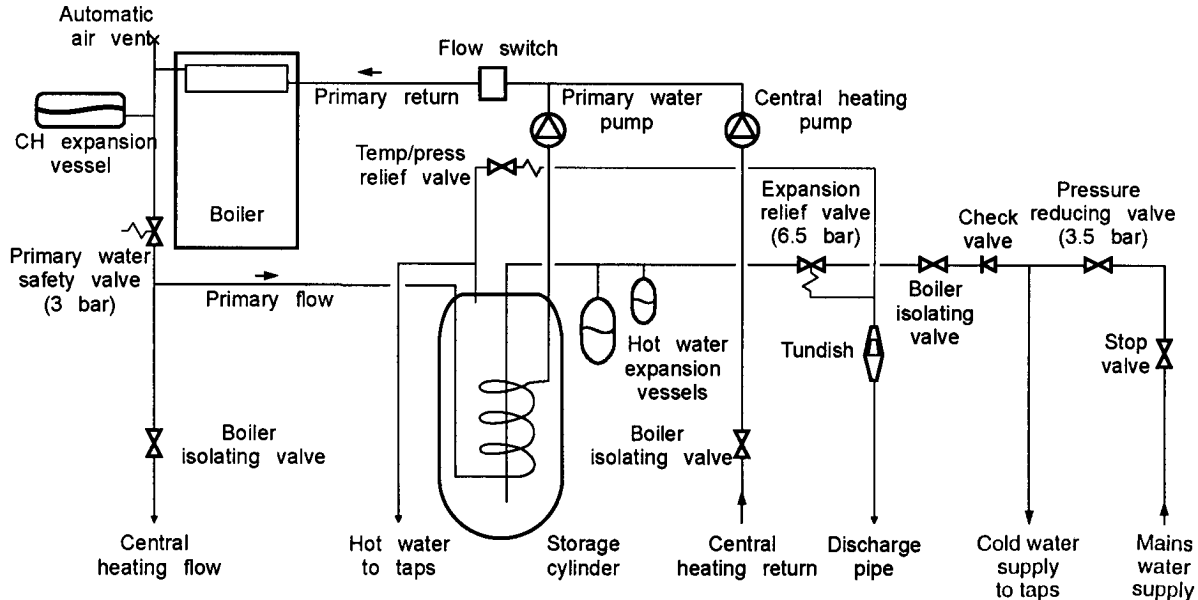 Automatic
air vent
Boiler
CH expansion
vessel
Primary water
safety valve
(3 bar)
Flow switch
Primary return
Primary water
pump
Central heating
pump
Temp/press
relief valve
Expansion
relief valve
(6.5 bar)
Check
valve
Pressure
reducing valve
(3.5 bar)
Primary flow
Boiler
isolating
valve
Hot water
expansion
vessels
Tundish
Stop
valve
Boiler
isolating valve
Boiler
isolating valve
Central
heating flow
Hot water
to taps
Storage
cylinder
Central
heating return
Discharge
pipe
Cold water
supply
to taps
Mains
water
supply